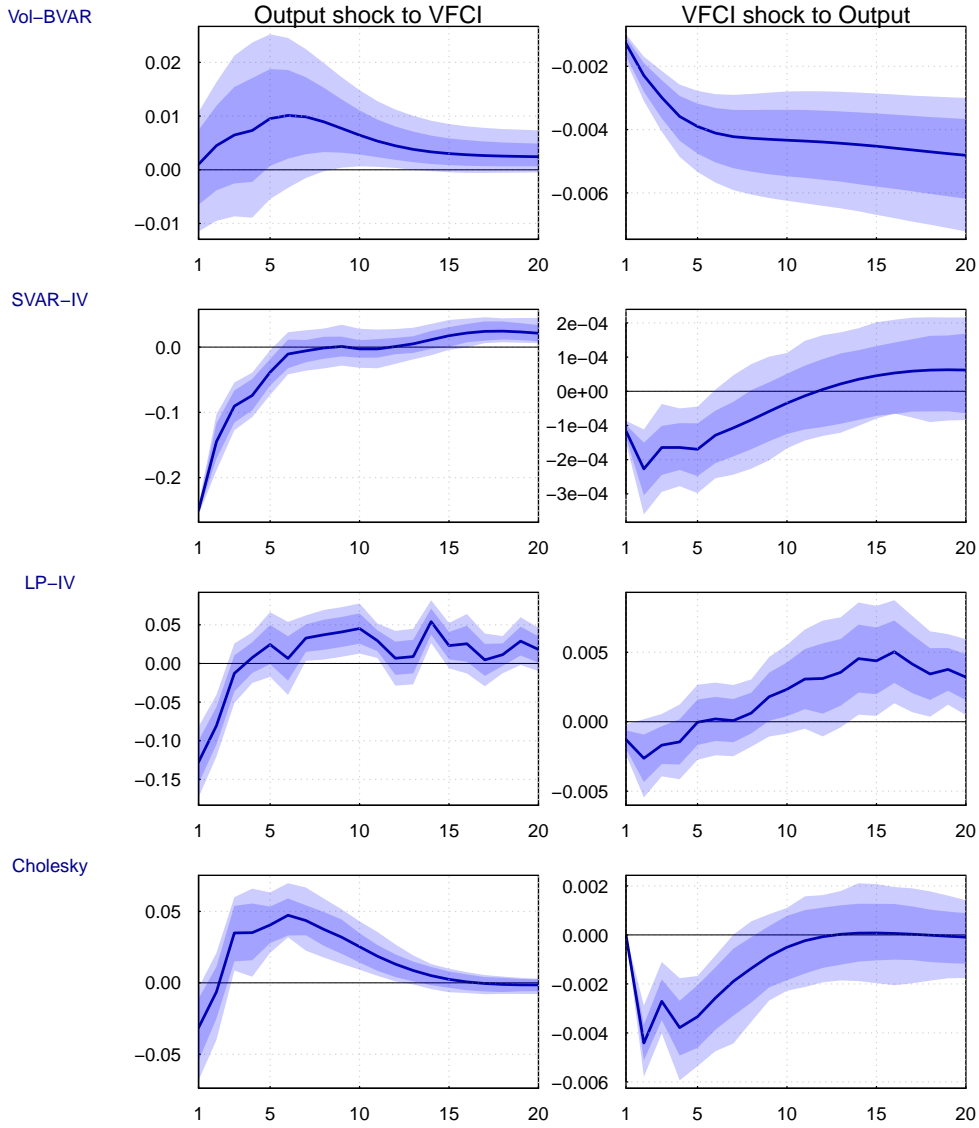 Vol−BVAR
Output shock to VFCI
VFCI shock to Output
0.02
0.01
0.00
−0.01
1 5 10 15 20
−0.002
−0.004
−0.006
1 5 10 15 20
SVAR−IV
0.0
−0.1
−0.2
1 5 10 15 20
2e−04
1e−04
0e+00
−1e−04
−2e−04
−3e−04
1 5 10 15 20
LP−IV
0.05
0.00
−0.05
−0.10
−0.15
1 5 10 15 20
0.005
0.000
−0.005
1 5 10 15 20
Cholesky
0.05
0.00
−0.05
1 5 10 15 20
0.002
0.000
−0.002
−0.004
−0.006
1 5 10 15 20